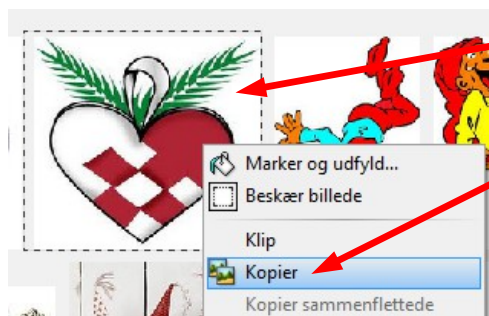 Marker og udfyld...
Beskær billede
Klip
Kopier
Kopier sammenflettede